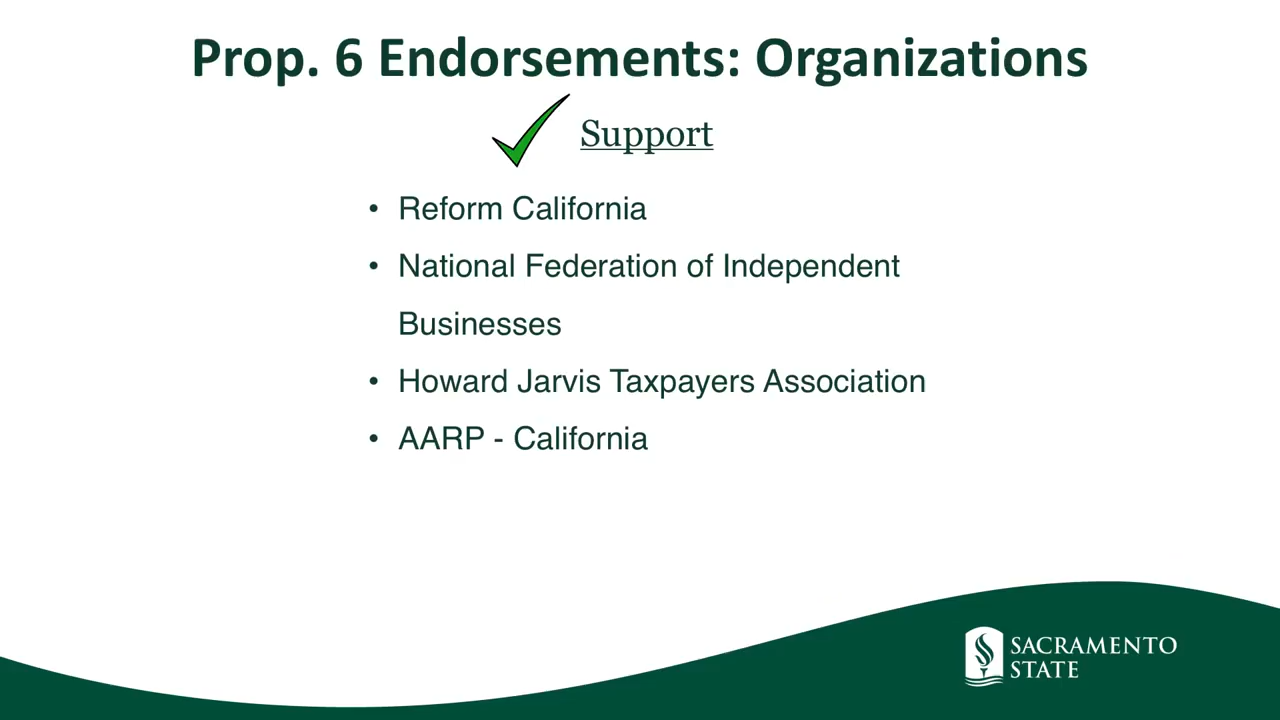 Prop. 6 Endorsements: Organizations
Support
• Reform California
• National Federation of Independent
Businesses
• Howard Jarvis Taxpayers Association
• AARP - California
SACRAMENTO
STATE